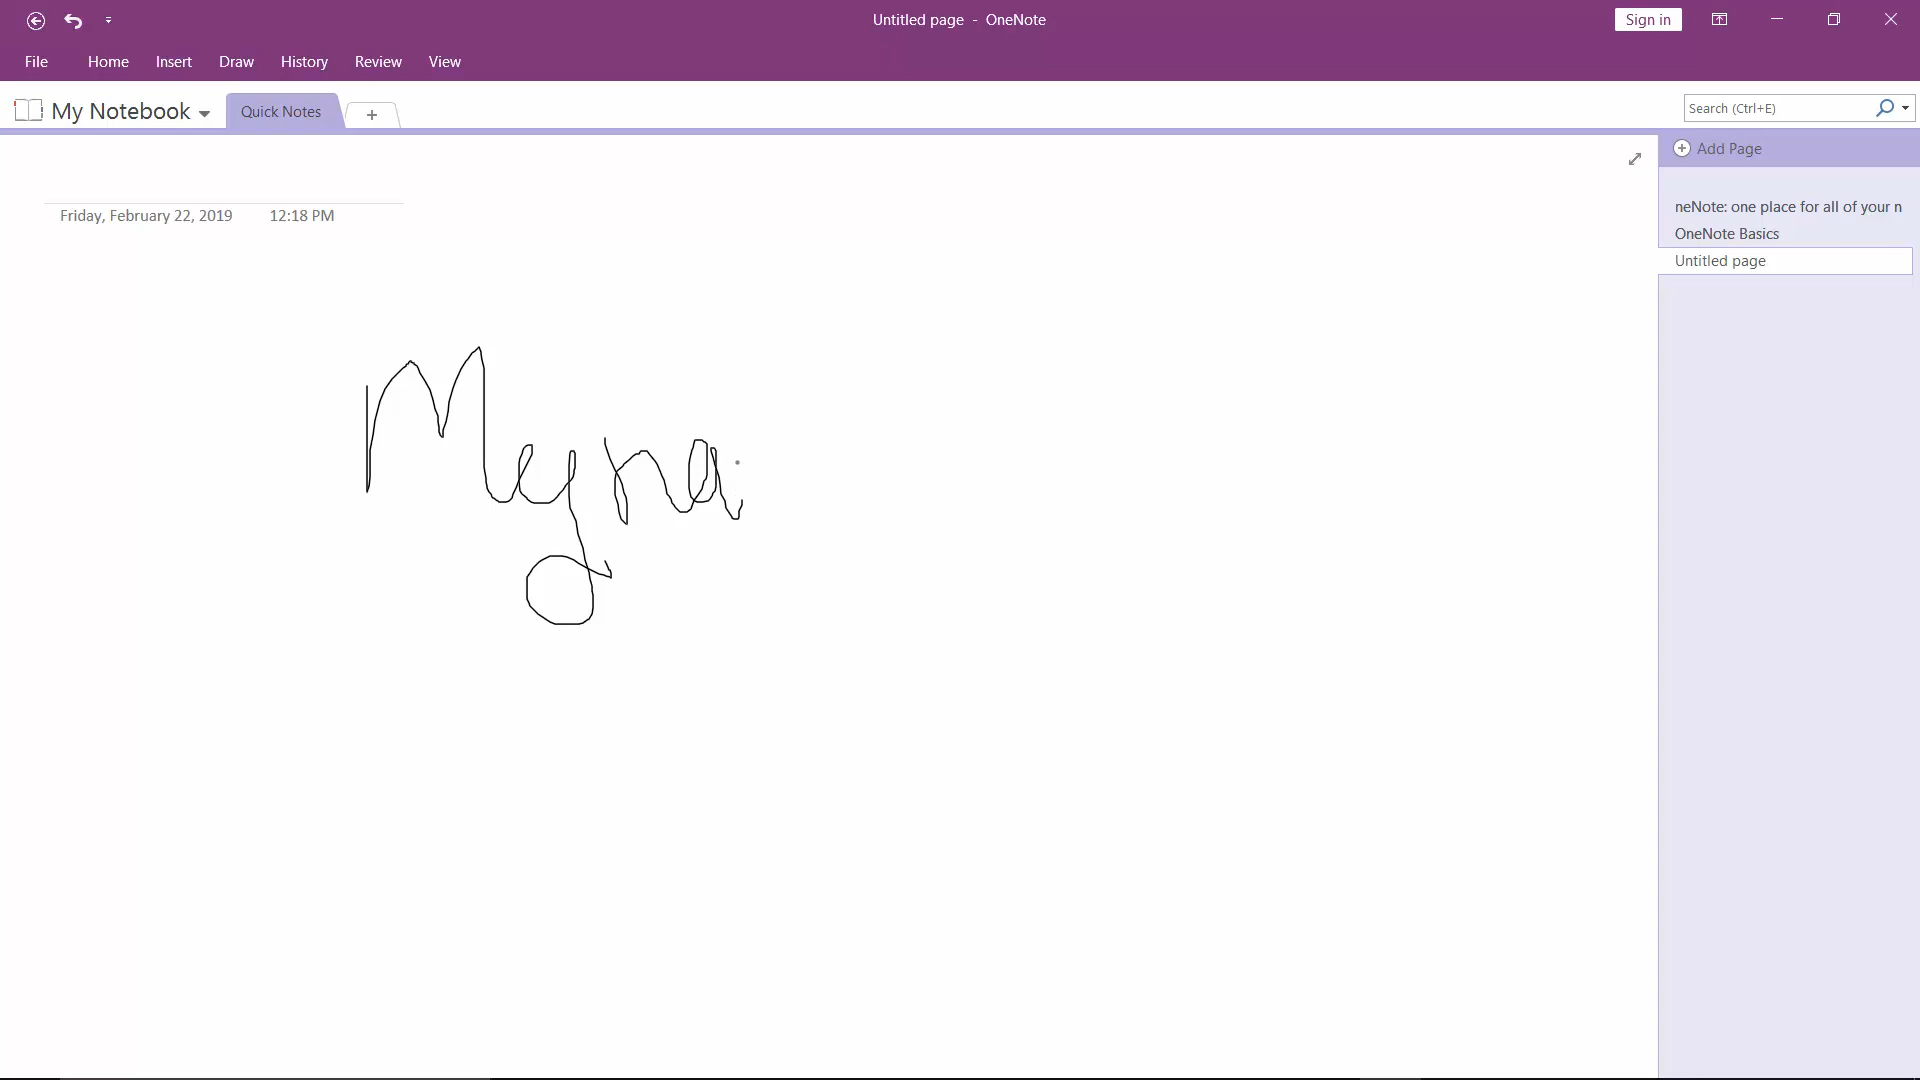 Untitled page - OneNote
Sign in
File Home Insert Draw History Review View
My Notebook Quick Notes +
Search (Ctrl+E)
Add Page
neNote: one place for all of your n
OneNote Basics
Untitled page
Friday, February 22, 2019 12:18 PM
Myna